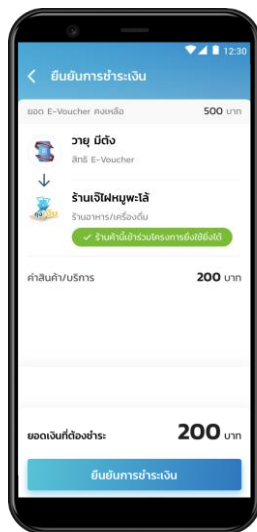 12:30
ยืนยันการชำระเงิน
ยอด E-Voucher คงเหลือ 500 บาท
วายุ มีตัง
สิทธิ E-Voucher
ร้านเจ๊ไฝหมูพะโล้
ร้านอาหาร/เครื่องดื่ม
ร้านค้านี้เข้าร่วมโครงการยิ่งใช้ยิ่งได้
ค่าสินค้า/บริการ 200 บาท
ยอดเงินที่ต้องชำระ 200 บาท
ยืนยันการชำระเงิน